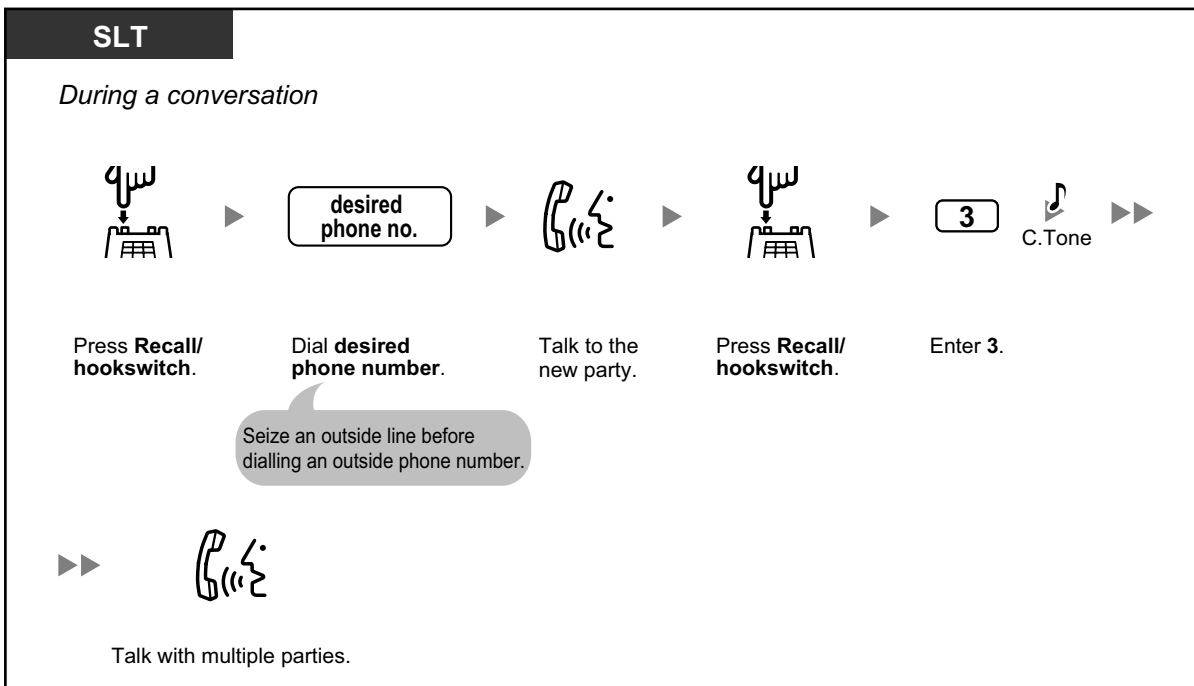 SLT
During a conversation
desired
phone no.
3
C.Tone
Press Recall/
hookswitch.
Dial desired
phone number.
Talk to the
new party.
Press Recall/
hookswitch.
Enter 3.
Seize an outside line before
dialling an outside phone number.
Talk with multiple parties.